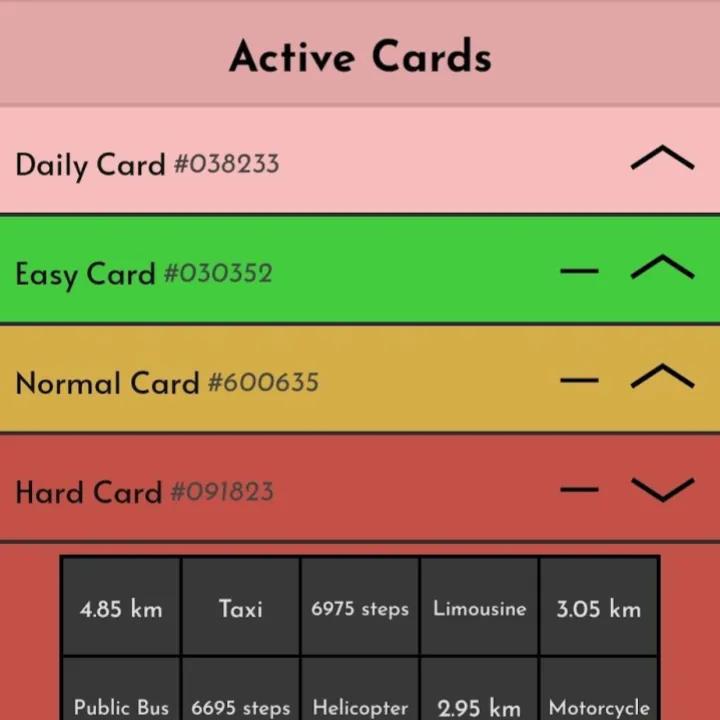 Active Cards
Daily Card #038233
Easy Card #030352
Normal Card #600635
Hard Card #091823
4.85 km Taxi 6975 steps Limousine 3.05 km
Public Bus 6695 steps Helicopter 2.95 km Motorcycle